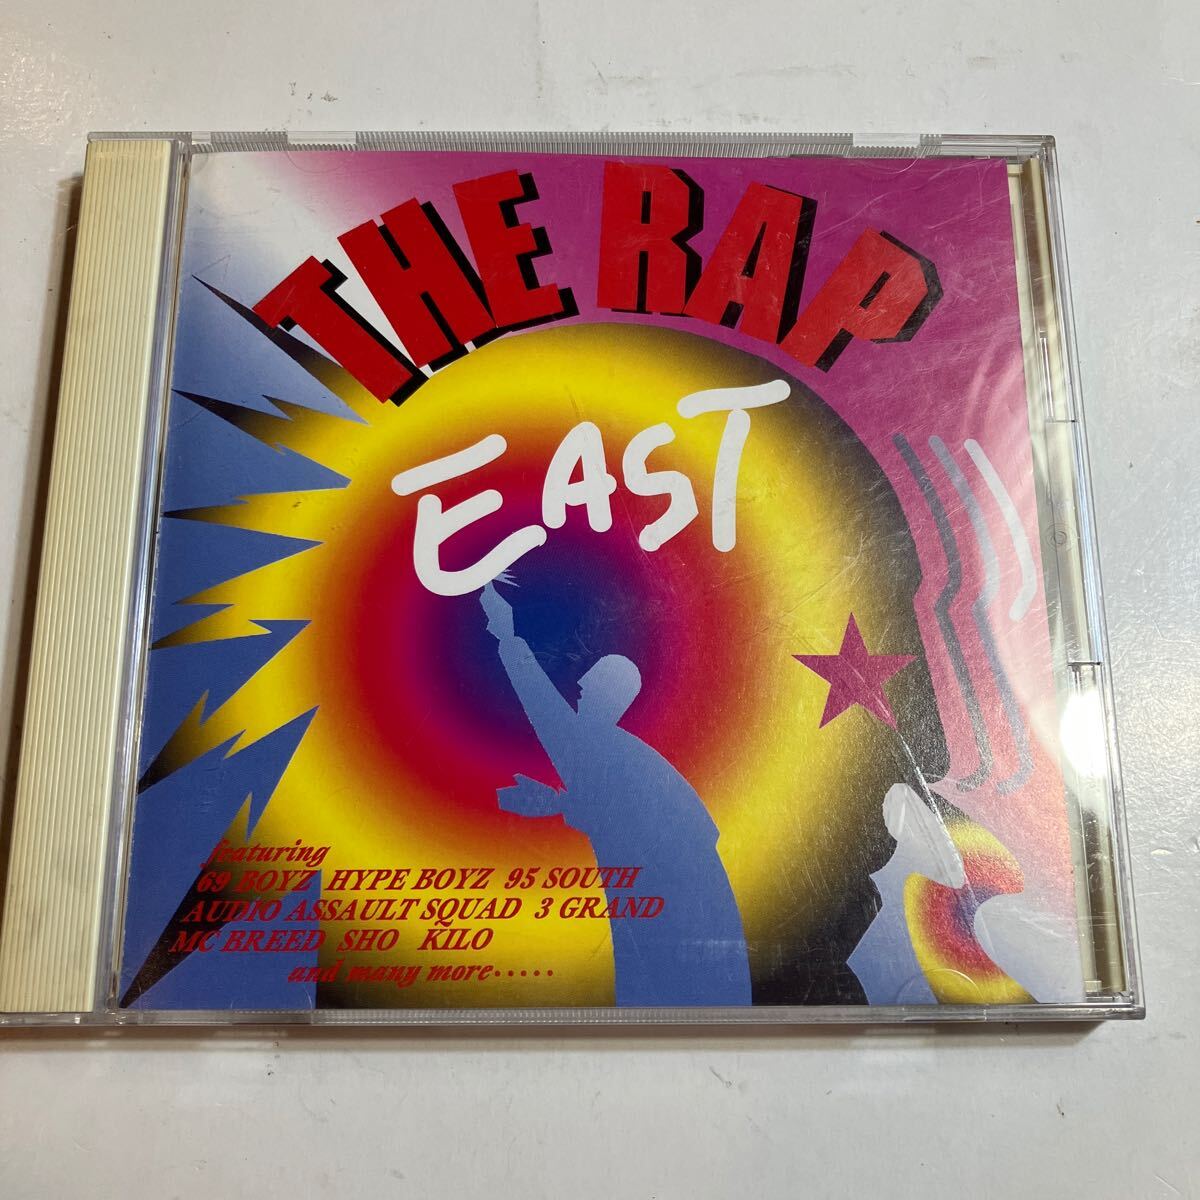 THE RAP
EAST
featuring
69 BOYZ HYPE BOYZ 95 SOUTH
AUDIO ASSAULT SQUAD 3 GRAND
MC BREED SHO KILO
and many more·····